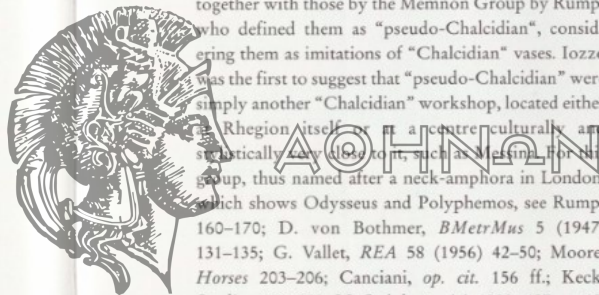 together with those by the Memnon Group by Rump
who defined them as “pseudo-Chalcidian“, consid
ering them as imitations of “Chalcidian“ vases. Iozz
was the first to suggest that “pseudo-Chalcidian” wer
simply another “Chalcidian” workshop, located eithe
at Rhegion itself or at a centre culturally an
stylistically very close to it, such as Messina. For thi
ΑΘΗΝΩΝ
group, thus named after a neck-amphora in London
which shows Odysseus and Polyphemos, see Rump
160–170; D. von Bothmer, BMetrMus 5 (1947
131–135; G. Vallet, REA 58 (1956) 42–50; Moore
Horses 203–206; Canciani, op. cit. 156 ff.; Keck